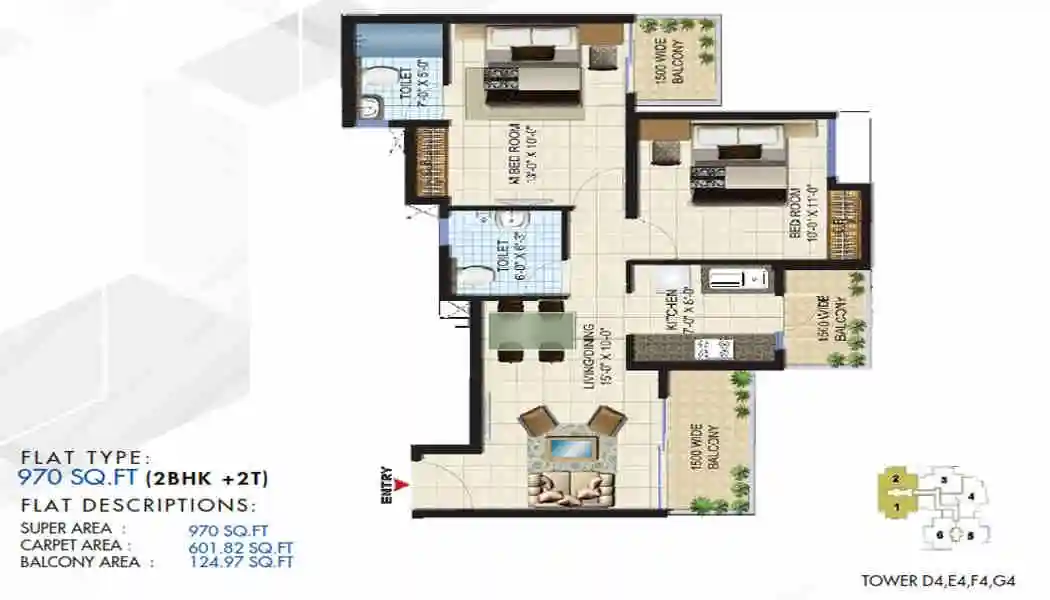 TOILET
7'-0" X 5'-0"
M BED ROOM
13'-0" X 10'-0"
1500 WIDE
BALCONY
BED ROOM
10'-0" X 11'-0"
TOILET
6'-0" X 6'-3"
KITCHEN
7'-0" X 8'-0"
1500 WIDE
BALCONY
LIVING/DINING
15'-0" X 10'-0"
1500 WIDE
BALCONY
ENTRY
FLAT TYPE:
970 SQ.FT (2BHK +2T)
FLAT DESCRIPTIONS:
SUPER AREA : 970 SQ.FT
CARPET AREA : 601.82 SQ.FT
BALCONY AREA : 124.97 SQ.FT
2
3
4
1
6
5
TOWER D4,E4,F4,G4